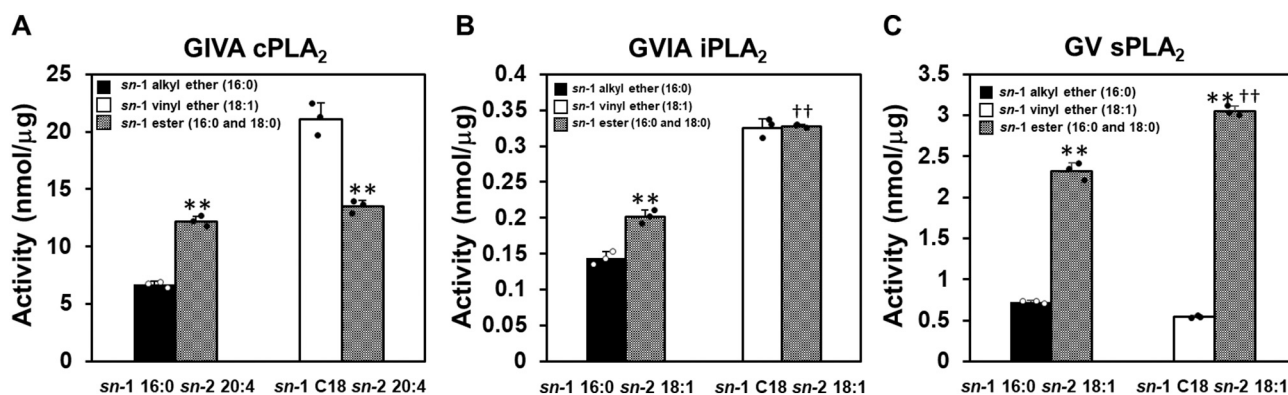 A
GIVA cPLA2
Activity (nmol/µg)
25
20
15
10
5
0
sn-1 alkyl ether (16:0)
sn-1 vinyl ether (18:1)
sn-1 ester (16:0 and 18:0)
**
**
sn-1 16:0 sn-2 20:4
sn-1 C18 sn-2 20:4
B
GVIA iPLA2
Activity (nmol/µg)
0.4
0.35
0.3
0.25
0.2
0.15
0.1
0.05
0
sn-1 alkyl ether (16:0)
sn-1 vinyl ether (18:1)
sn-1 ester (16:0 and 18:0)
**
††
sn-1 16:0 sn-2 18:1
sn-1 C18 sn-2 18:1
C
GV sPLA2
Activity (nmol/µg)
3.5
3
2.5
2
1.5
1
0.5
0
sn-1 alkyl ether (16:0)
sn-1 vinyl ether (18:1)
sn-1 ester (16:0 and 18:0)
**
**††
sn-1 16:0 sn-2 18:1
sn-1 C18 sn-2 18:1